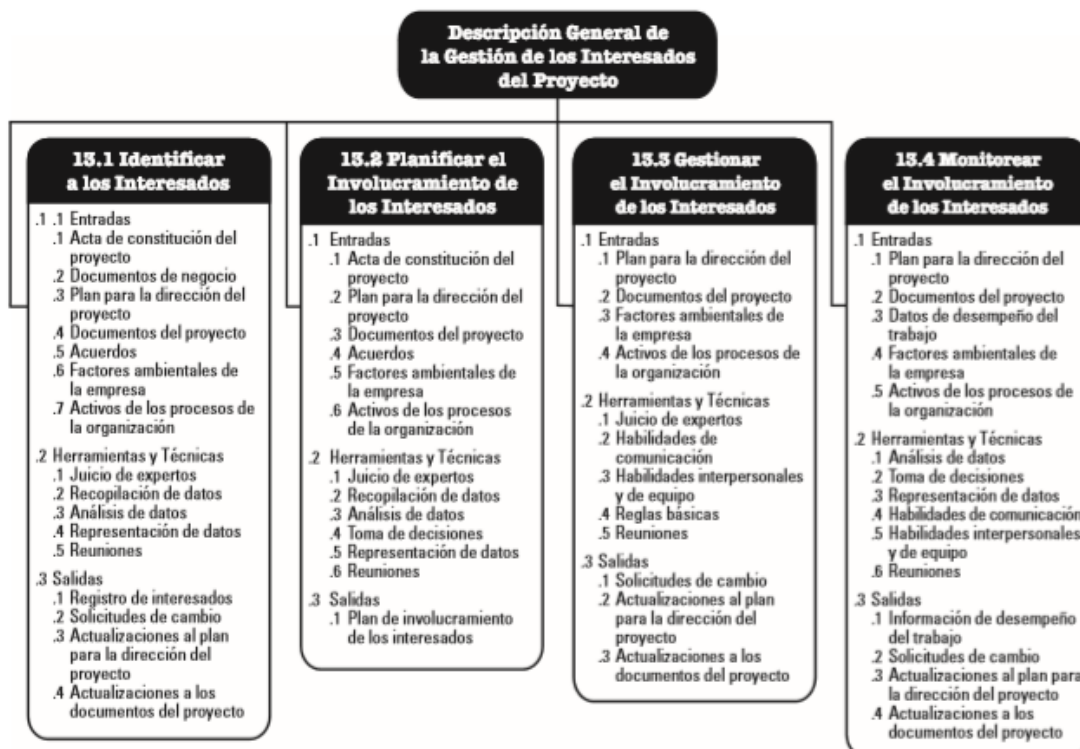 Descripción General de
la Gestión de los Interesados
del Proyecto
13.1 Identificar
a los Interesados
.1 .1 Entradas
.1 Acta de constitución del
proyecto
.2 Documentos de negocio
.3 Plan para la dirección del
proyecto
.4 Documentos del proyecto
.5 Acuerdos
.6 Factores ambientales de
la empresa
.7 Activos de los procesos de
la organización
.2 Herramientas y Técnicas
.1 Juicio de expertos
.2 Recopilación de datos
.3 Análisis de datos
.4 Representación de datos
.5 Reuniones
.3 Salidas
.1 Registro de interesados
.2 Solicitudes de cambio
.3 Actualizaciones al plan
para la dirección del
proyecto
.4 Actualizaciones a los
documentos del proyecto
13.2 Planificar el
Involucramiento de
los Interesados
.1 Entradas
.1 Acta de constitución del
proyecto
.2 Plan para la dirección del
proyecto
.3 Documentos del proyecto
.4 Acuerdos
.5 Factores ambientales de
la empresa
.6 Activos de los procesos
de la organización
.2 Herramientas y Técnicas
.1 Juicio de expertos
.2 Recopilación de datos
.3 Análisis de datos
.4 Toma de decisiones
.5 Representación de datos
.6 Reuniones
.3 Salidas
.1 Plan de involucramiento
de los interesados
13.3 Gestionar
el Involucramiento
de los Interesados
.1 Entradas
.1 Plan para la dirección del
proyecto
.2 Documentos del proyecto
.3 Factores ambientales de
la empresa
.4 Activos de los procesos de
la organización
.2 Herramientas y Técnicas
.1 Juicio de expertos
.2 Habilidades de
comunicación
.3 Habilidades interpersonales
y de equipo
.4 Reglas básicas
.5 Reuniones
.3 Salidas
.1 Solicitudes de cambio
.2 Actualizaciones al plan
para la dirección del
proyecto
.3 Actualizaciones a los
documentos del proyecto
13.4 Monitorear
el Involucramiento
de los Interesados
.1 Entradas
.1 Plan para la dirección del
proyecto
.2 Documentos del proyecto
.3 Datos de desempeño del
trabajo
.4 Factores ambientales de
la empresa
.5 Activos de los procesos de
la organización
.2 Herramientas y Técnicas
.1 Análisis de datos
.2 Toma de decisiones
.3 Representación de datos
.4 Habilidades de comunicación
.5 Habilidades interpersonales
y de equipo
.6 Reuniones
.3 Salidas
.1 Información de desempeño
del trabajo
.2 Solicitudes de cambio
.3 Actualizaciones al plan para
la dirección del proyecto
.4 Actualizaciones a los
documentos del proyecto